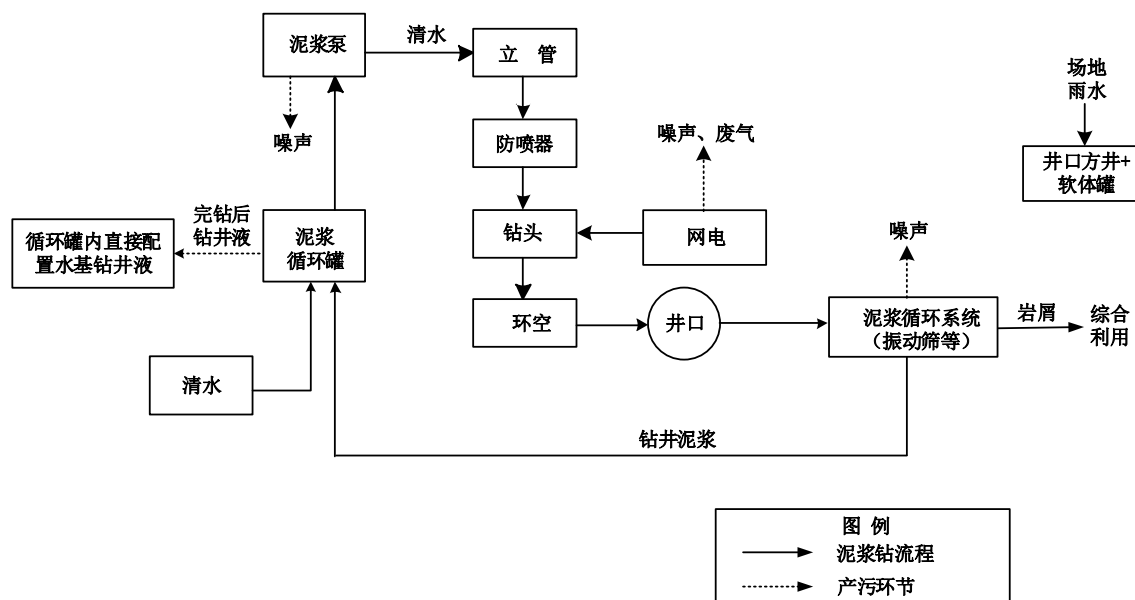 泥浆泵
清水
立 管
噪声
防喷器
噪声、废气
场地
雨水
井口方井+
软体罐
完钻后
钻井液
循环罐内直接配
置水基钻井液
泥浆
循环罐
钻头
网电
噪声
环空
井口
泥浆循环系统
（振动筛等）
岩屑
综合
利用
清水
钻井泥浆
图 例
泥浆钻流程
产污环节